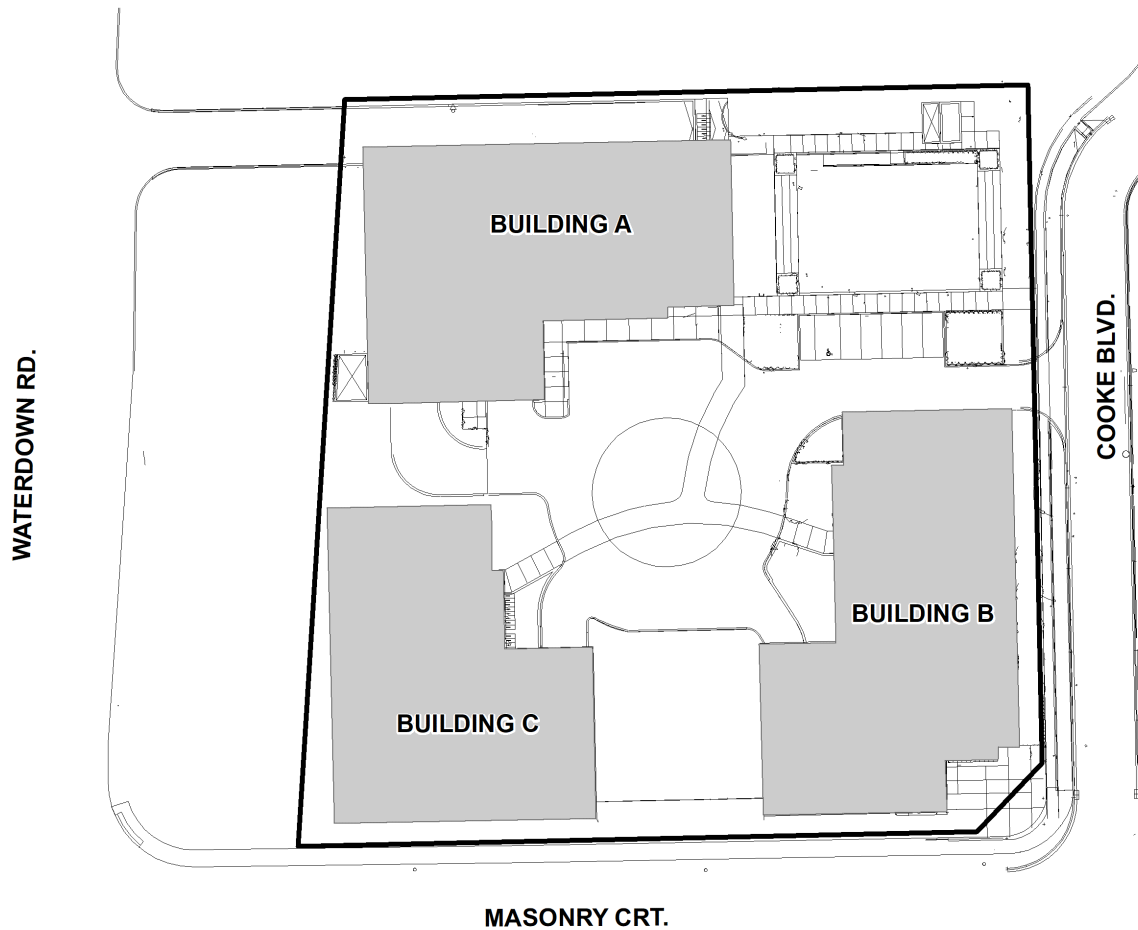 BUILDING A
WATERDOWN RD.
COOKE BLVD.
BUILDING B
BUILDING C
MASONRY CRT.